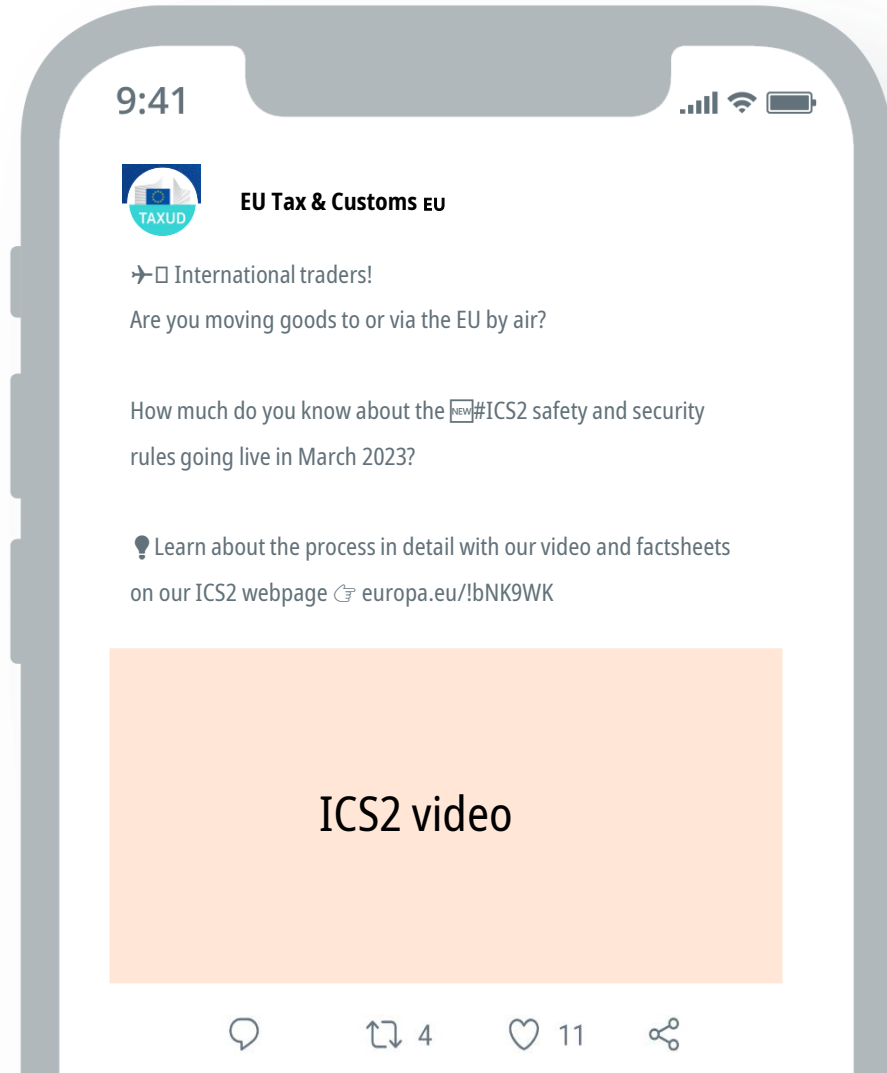 9:41
TAXUD
EU Tax & Customs EU
✈️ International traders!
Are you moving goods to or via the EU by air?
How much do you know about the 🆕#ICS2 safety and security
rules going live in March 2023?
💡Learn about the process in detail with our video and factsheets
on our ICS2 webpage 👉 europa.eu/!bNK9WK
ICS2 video
4
11